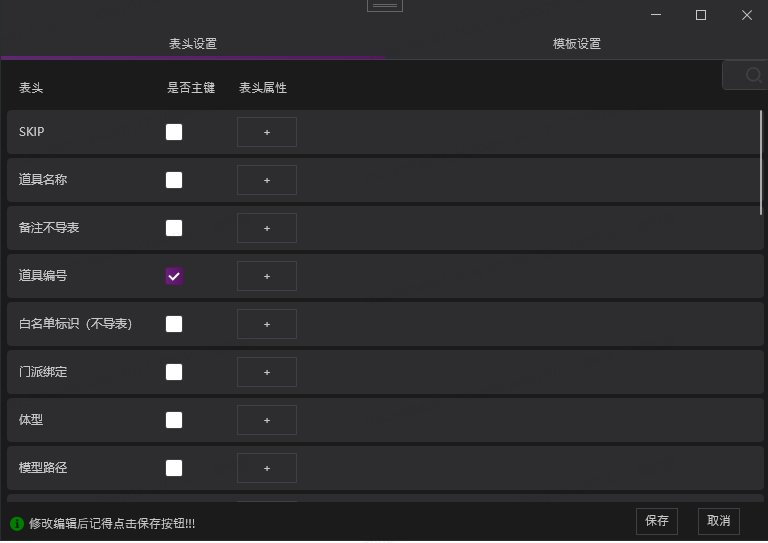 表头设置
模板设置
表头 是否主键 表头属性
SKIP +
道具名称 +
备注不导表 +
道具编号 +
白名单标识（不导表） +
门派绑定 +
体型 +
模型路径 +
修改编辑后记得点击保存按钮!!!
保存
取消